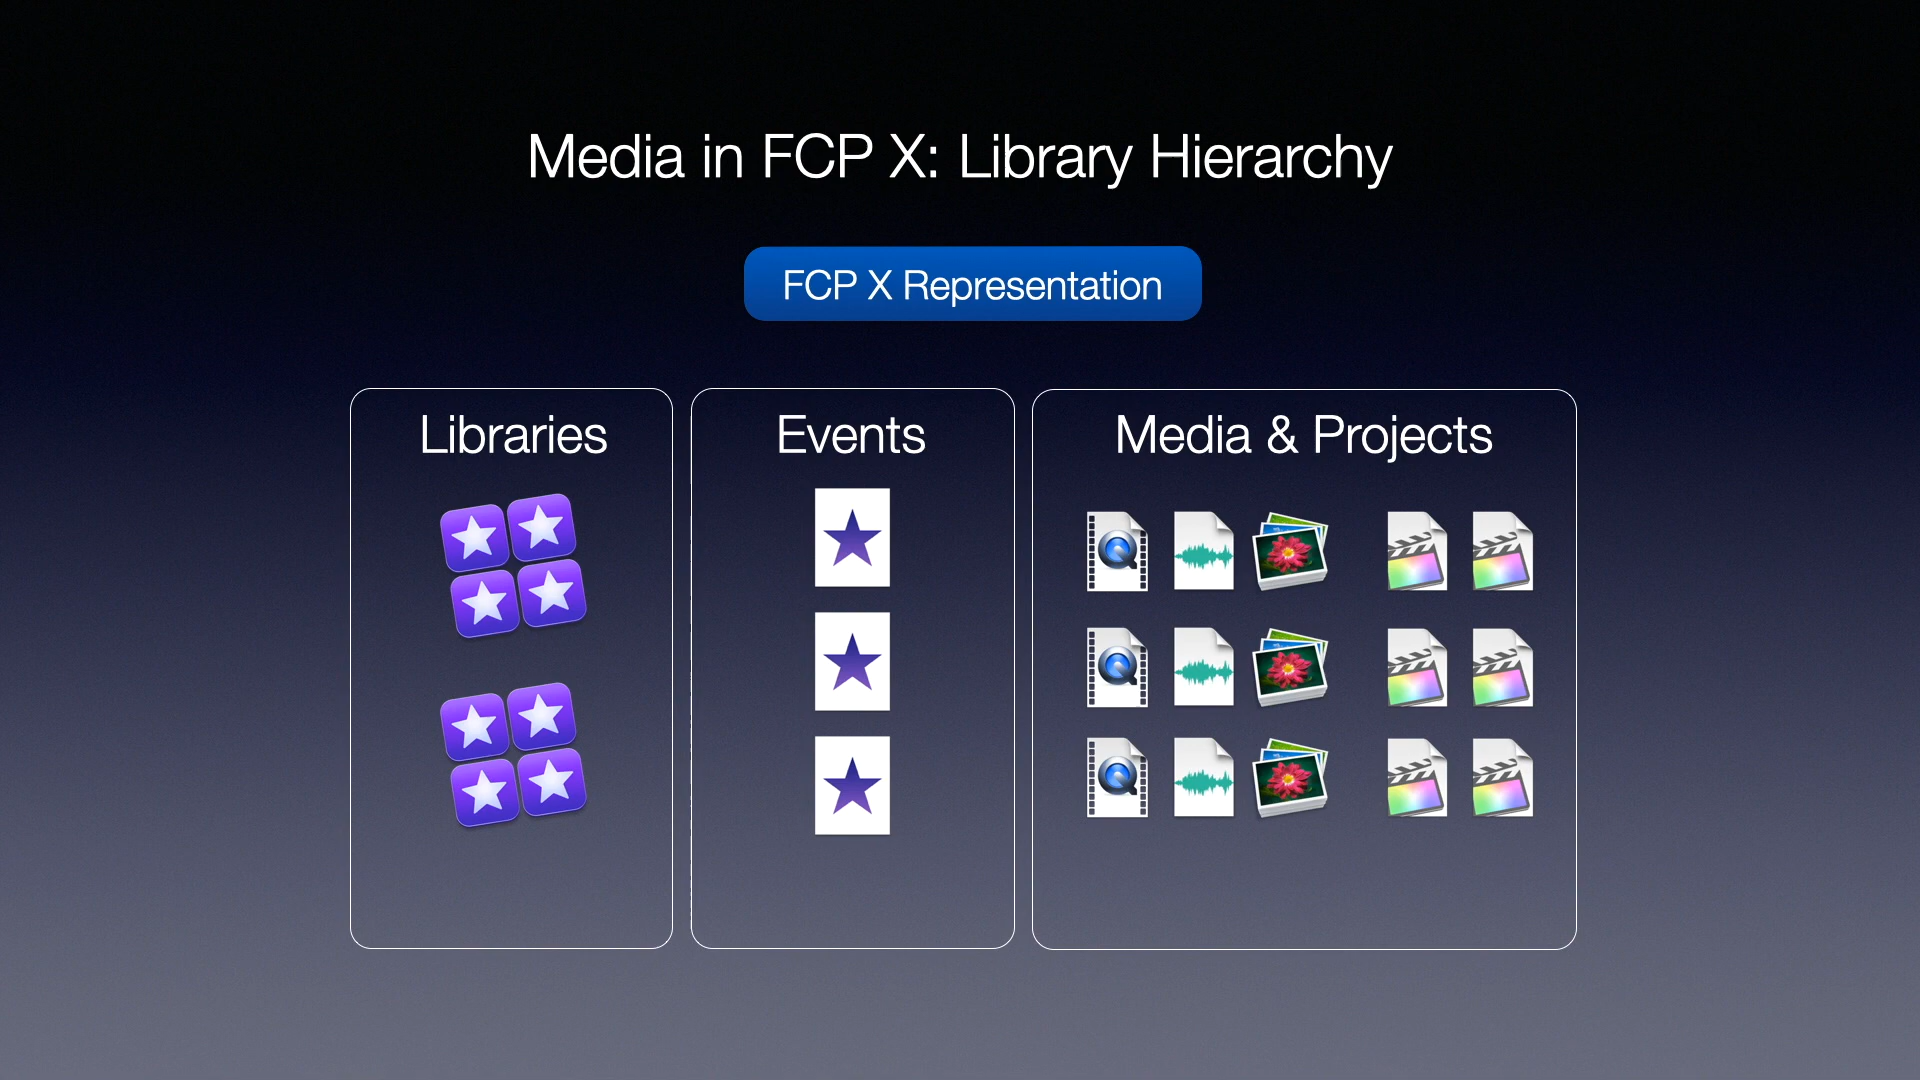 Media in FCP X: Library Hierarchy
FCP X Representation
Libraries
Events
Media & Projects